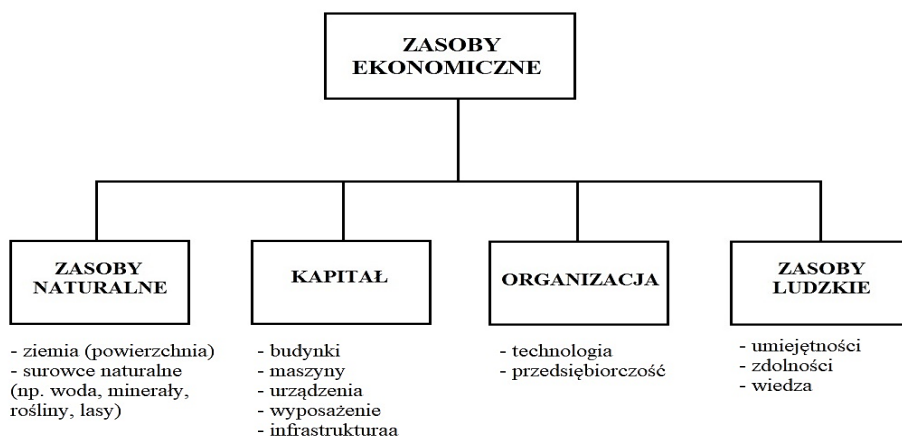 ZASOBY
EKONOMICZNE
ZASOBY
NATURALNE
- ziemia (powierzchnia)
- surowce naturalne
(np. woda, minerały,
rośliny, lasy)
KAPITAŁ
- budynki
- maszyny
- urządzenia
- wyposażenie
- infrastrukturaa
ORGANIZACJA
- technologia
- przedsiębiorczość
ZASOBY
LUDZKIE
- umiejętności
- zdolności
- wiedza